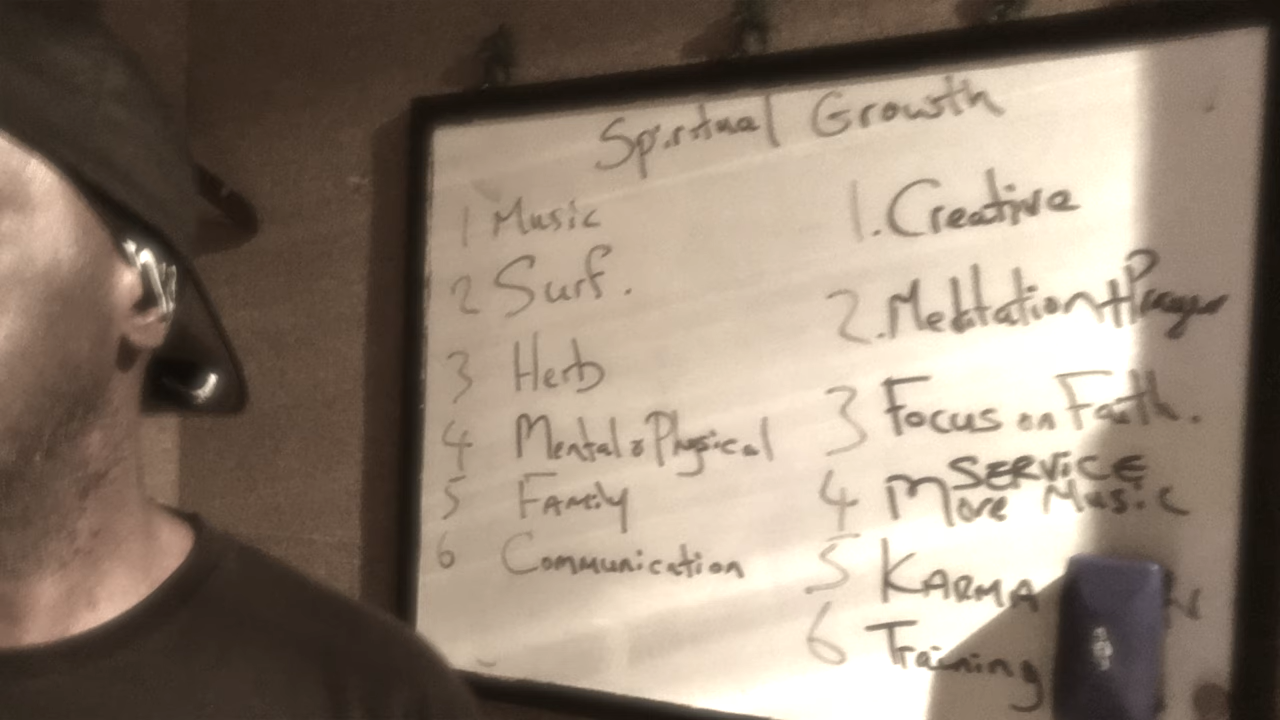 Spiritual Growth
1 Music
2 Surf.
3 Herb
4 Mental & Physical
5 Family
6 Communication
1. Creative
2. Meditation + Prayer
3 Focus on Faith.
SERVICE
4 More Music
5 KARMA
6 Training